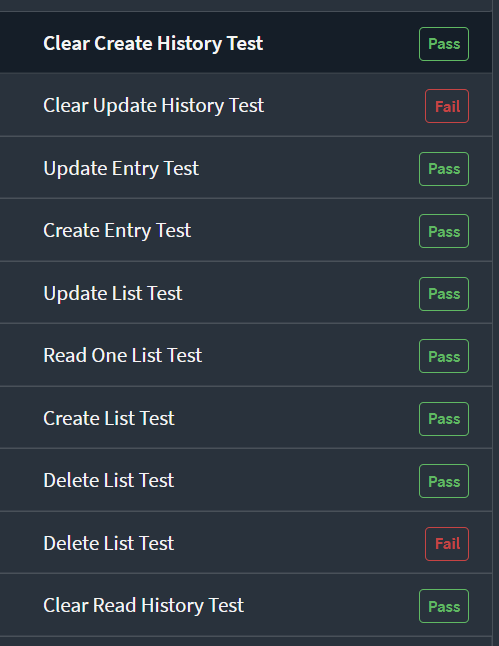 Clear Create History Test Pass
Clear Update History Test Fail
Update Entry Test Pass
Create Entry Test Pass
Update List Test Pass
Read One List Test Pass
Create List Test Pass
Delete List Test Pass
Delete List Test Fail
Clear Read History Test Pass